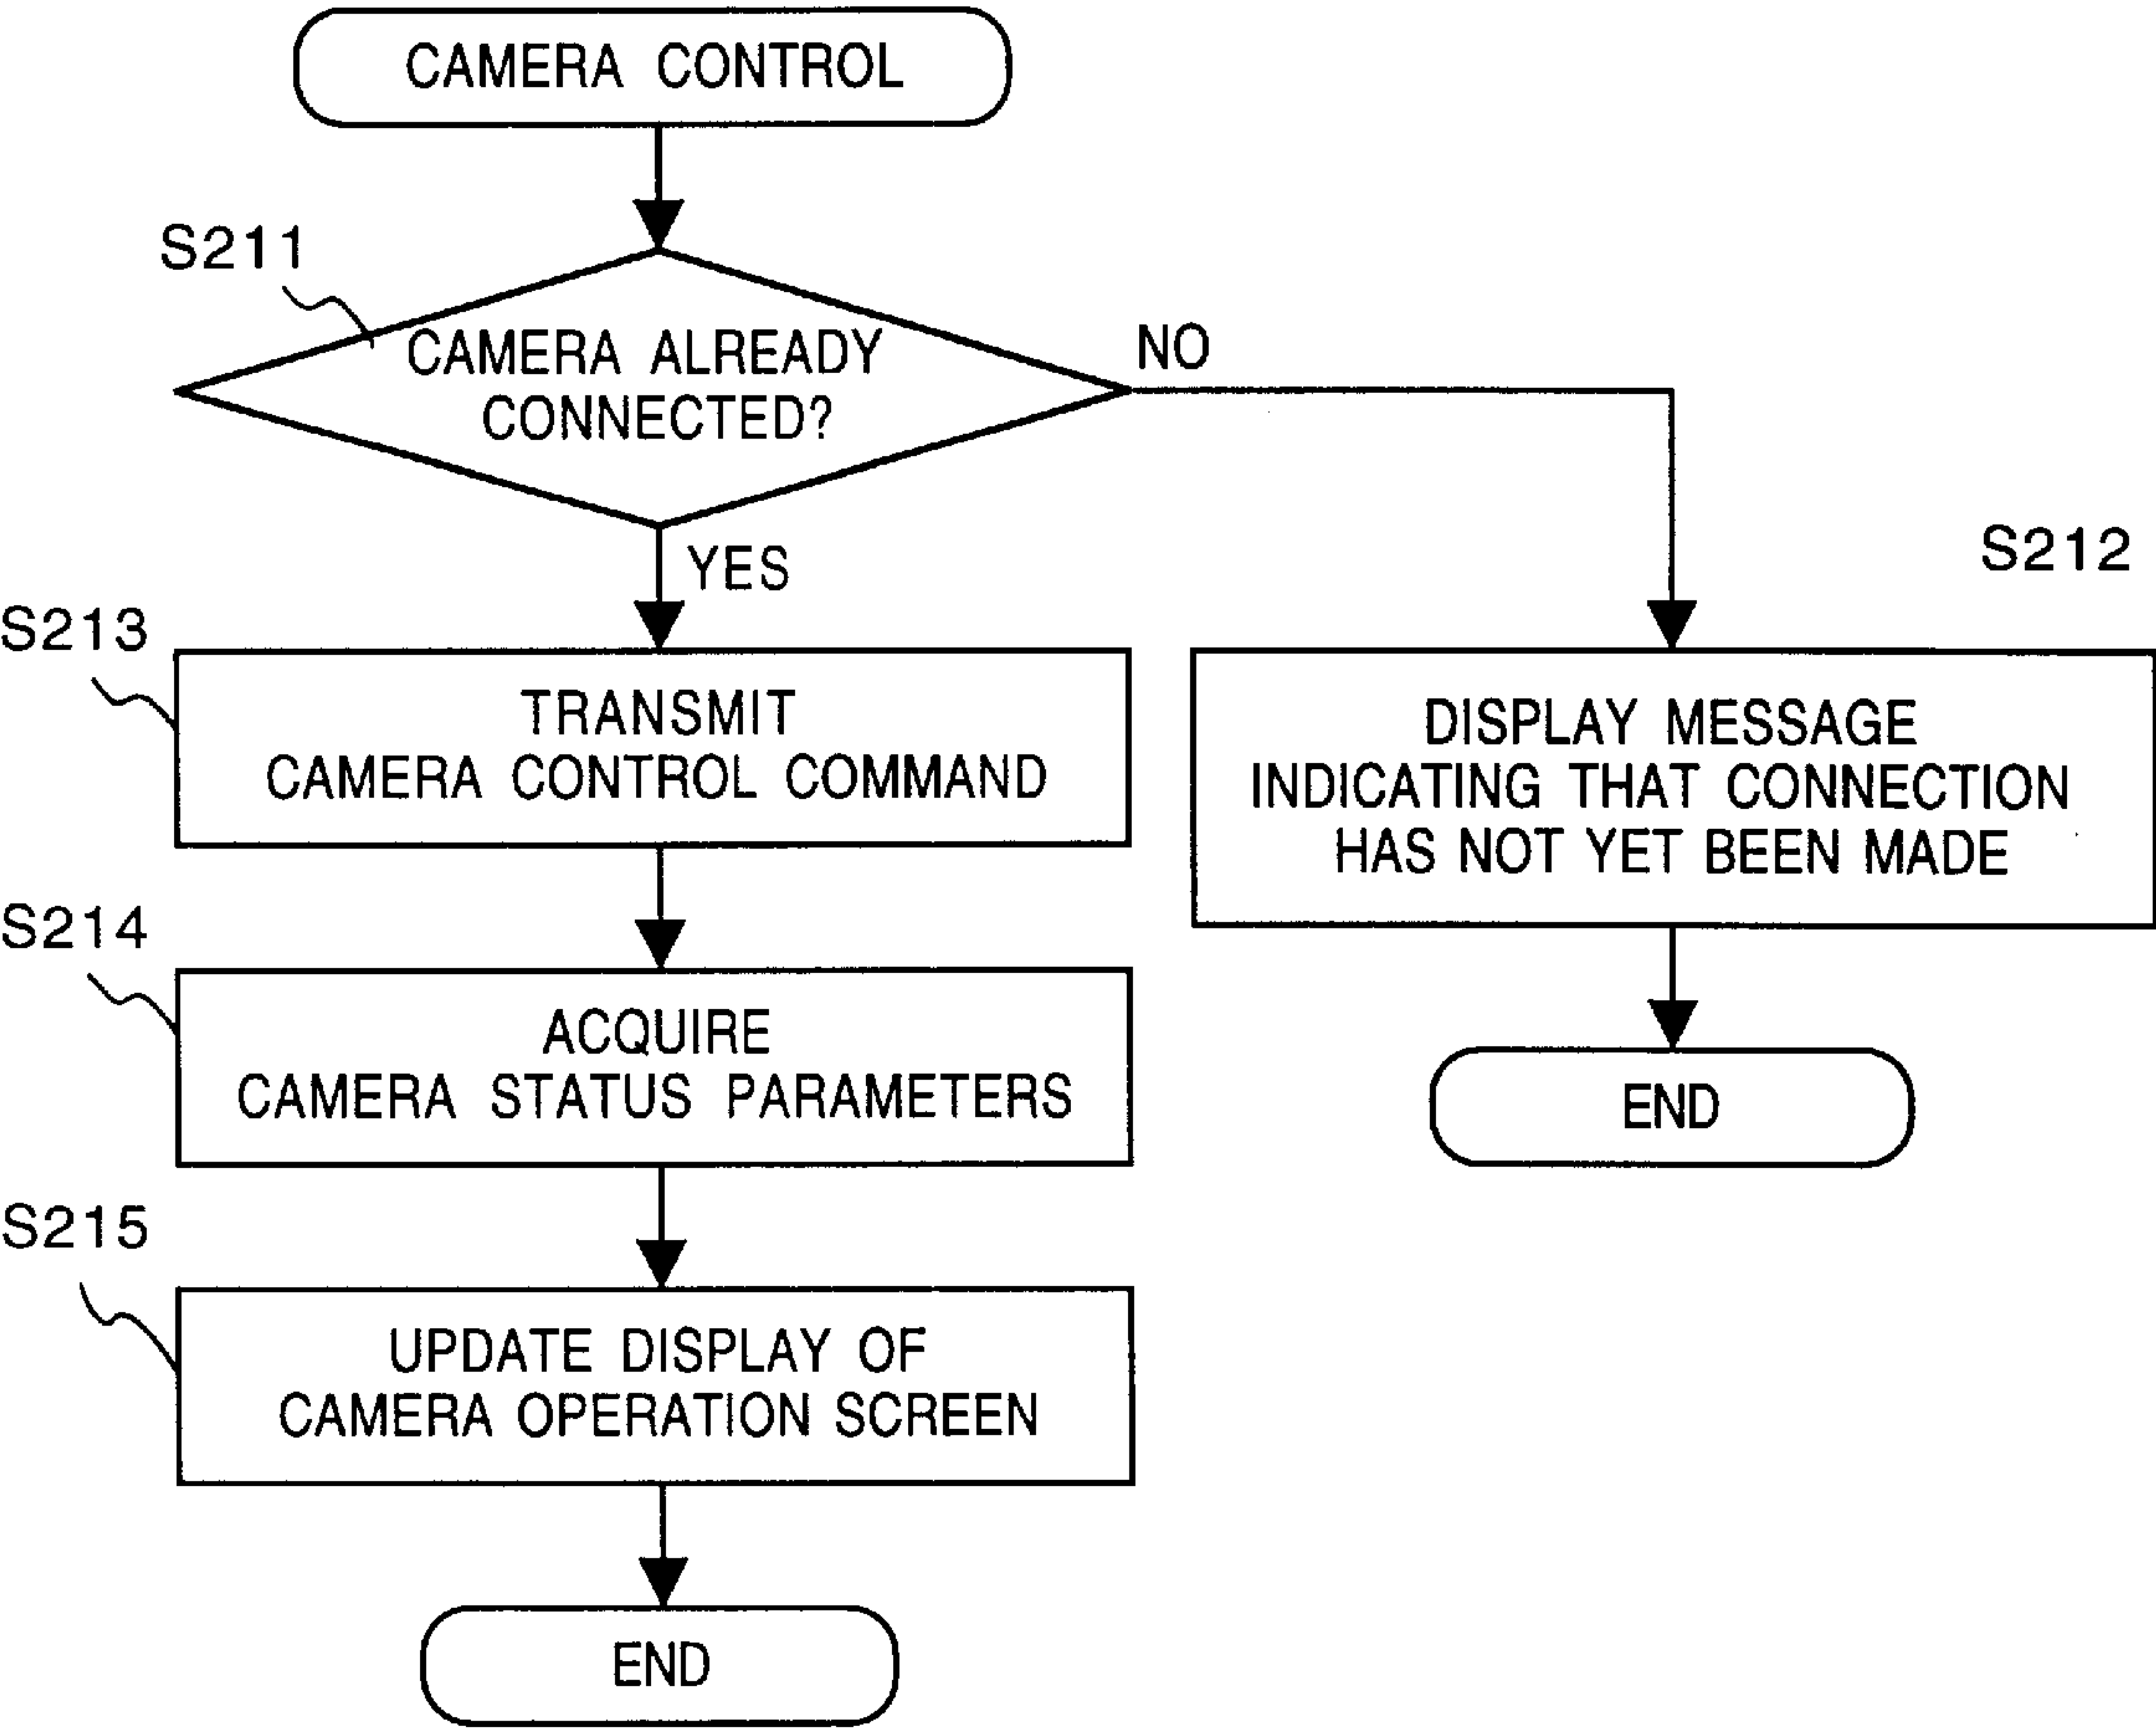 CAMERA CONTROL
S211
CAMERA ALREADY
CONNECTED?
NO
YES
S212
S213
TRANSMIT
CAMERA CONTROL COMMAND
DISPLAY MESSAGE
INDICATING THAT CONNECTION
HAS NOT YET BEEN MADE
S214
ACQUIRE
CAMERA STATUS PARAMETERS
END
S215
UPDATE DISPLAY OF
CAMERA OPERATION SCREEN
END